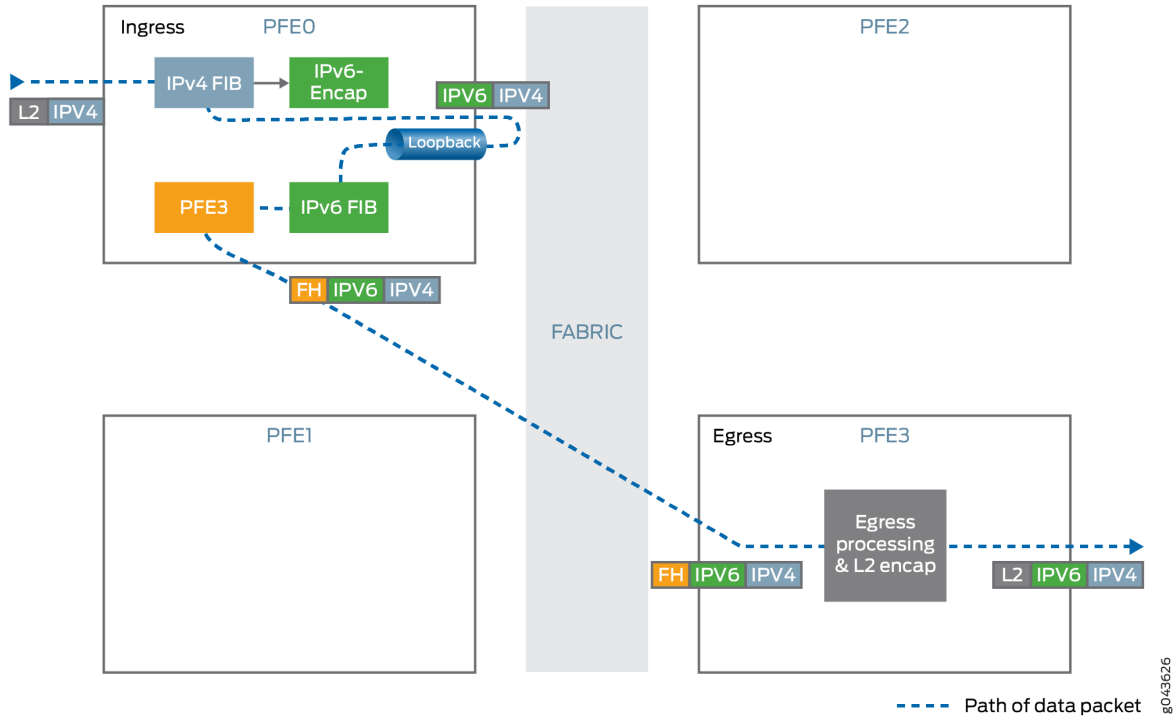 Ingress
PFE0
PFE2
IPv4 FIB
IPv6-
Encap
L2 IPV4
IPV6 IPV4
Loopback
PFE3
IPv6 FIB
FH IPV6 IPV4
FABRIC
PFE1
Egress
PFE3
Egress
processing
& L2 encap
FH IPV6 IPV4
L2 IPV6 IPV4
Path of data packet
g043626